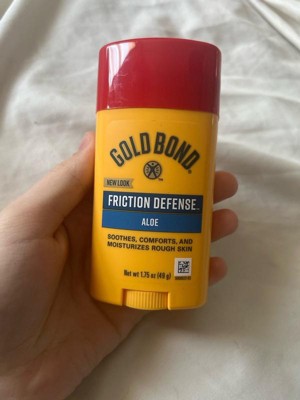 GOLD BOND
NEW LOOK
FRICTION DEFENSE
ALOE
SOOTHES, COMFORTS, AND
MOISTURIZES ROUGH SKIN
Net wt 1.75 oz (49 g)